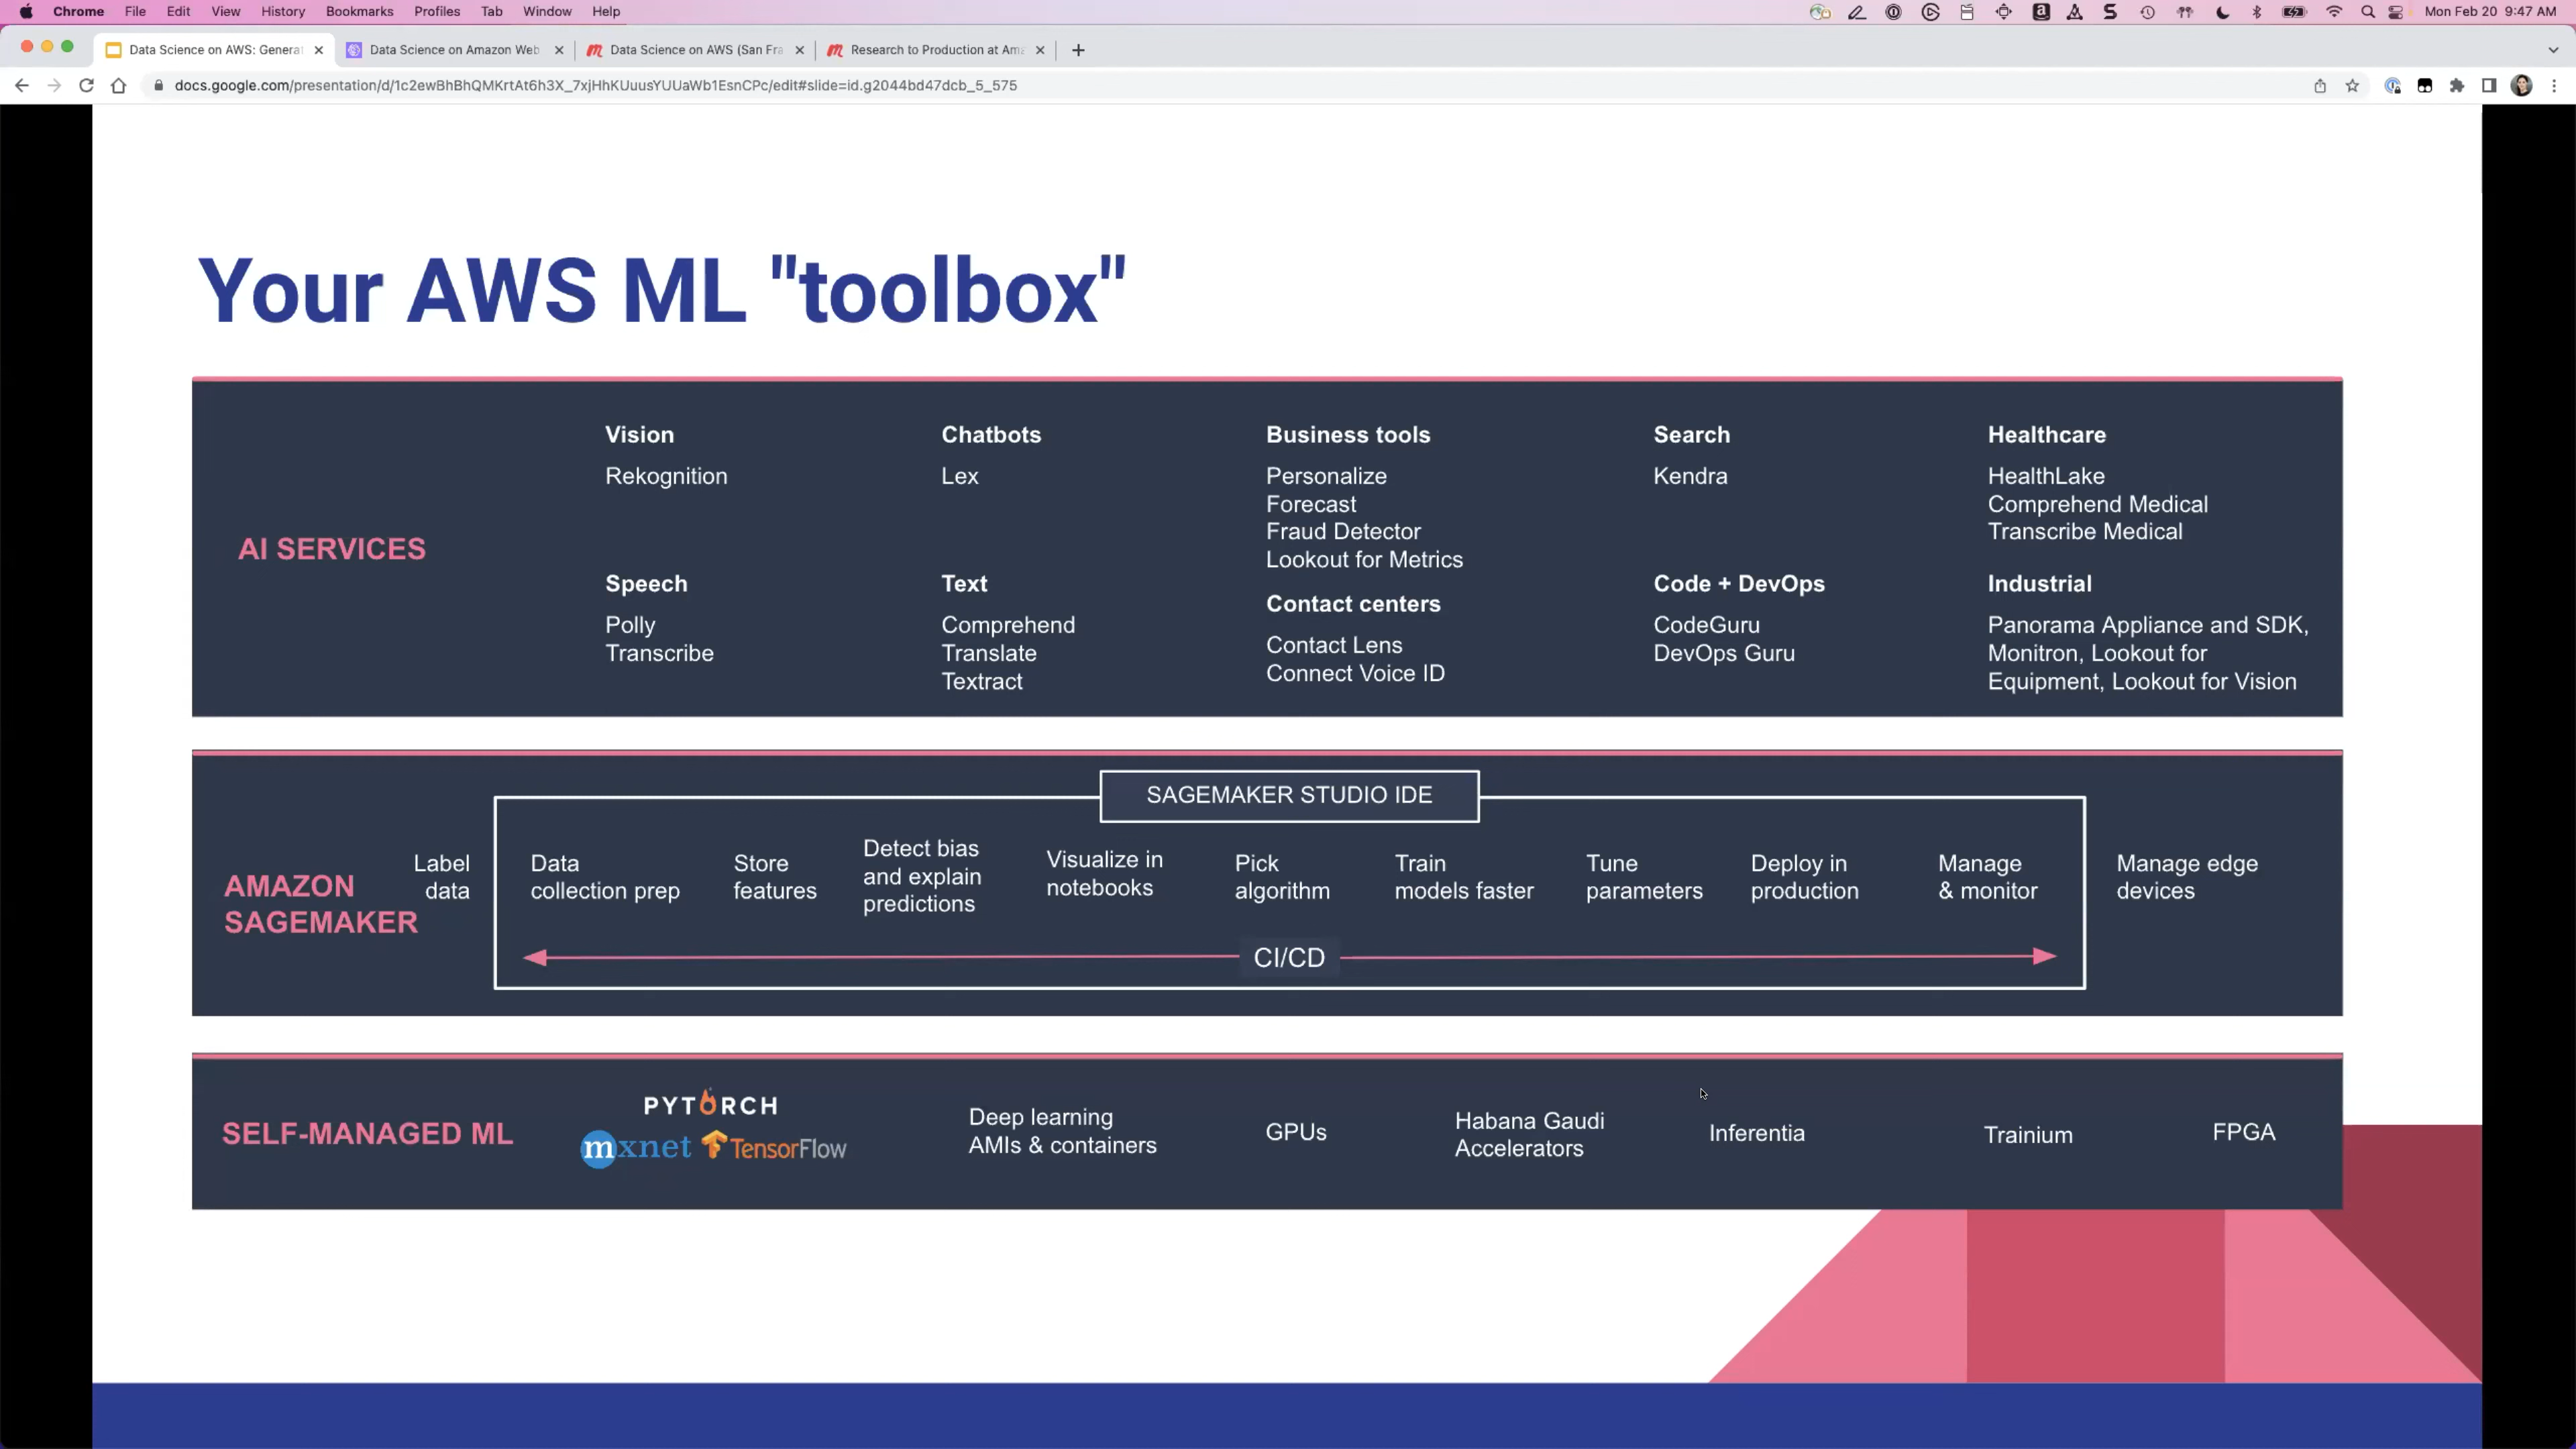 Chrome File Edit View History Bookmarks Profiles Tab Window Help
Mon Feb 20 9:47 AM
Data Science on AWS: Genera
Data Science on Amazon Web
Data Science on AWS (San Fra
Research to Production at Ama
docs.google.com/presentation/d/1c2ewBhBhQMKrtAt6h3X_7xjHhKUuusYUUaWb1EsnCPc/edit#slide=id.g2044bd47dcb_5_575
Your AWS ML "toolbox"
AI SERVICES
Vision
Rekognition
Chatbots
Lex
Business tools
Personalize
Forecast
Fraud Detector
Lookout for Metrics
Search
Kendra
Healthcare
HealthLake
Comprehend Medical
Transcribe Medical
Speech
Polly
Transcribe
Text
Comprehend
Translate
Textract
Contact centers
Contact Lens
Connect Voice ID
Code + DevOps
CodeGuru
DevOps Guru
Industrial
Panorama Appliance and SDK,
Monitron, Lookout for
Equipment, Lookout for Vision
AMAZON
SAGEMAKER
SAGEMAKER STUDIO IDE
Label
data
Data
collection prep
Store
features
Detect bias
and explain
predictions
Visualize in
notebooks
Pick
algorithm
Train
models faster
Tune
parameters
Deploy in
production
Manage
& monitor
Manage edge
devices
CI/CD
SELF-MANAGED ML
PYTORCH
mxnet TensorFlow
Deep learning
AMIs & containers
GPUs
Habana Gaudi
Accelerators
Inferentia
Trainium
FPGA